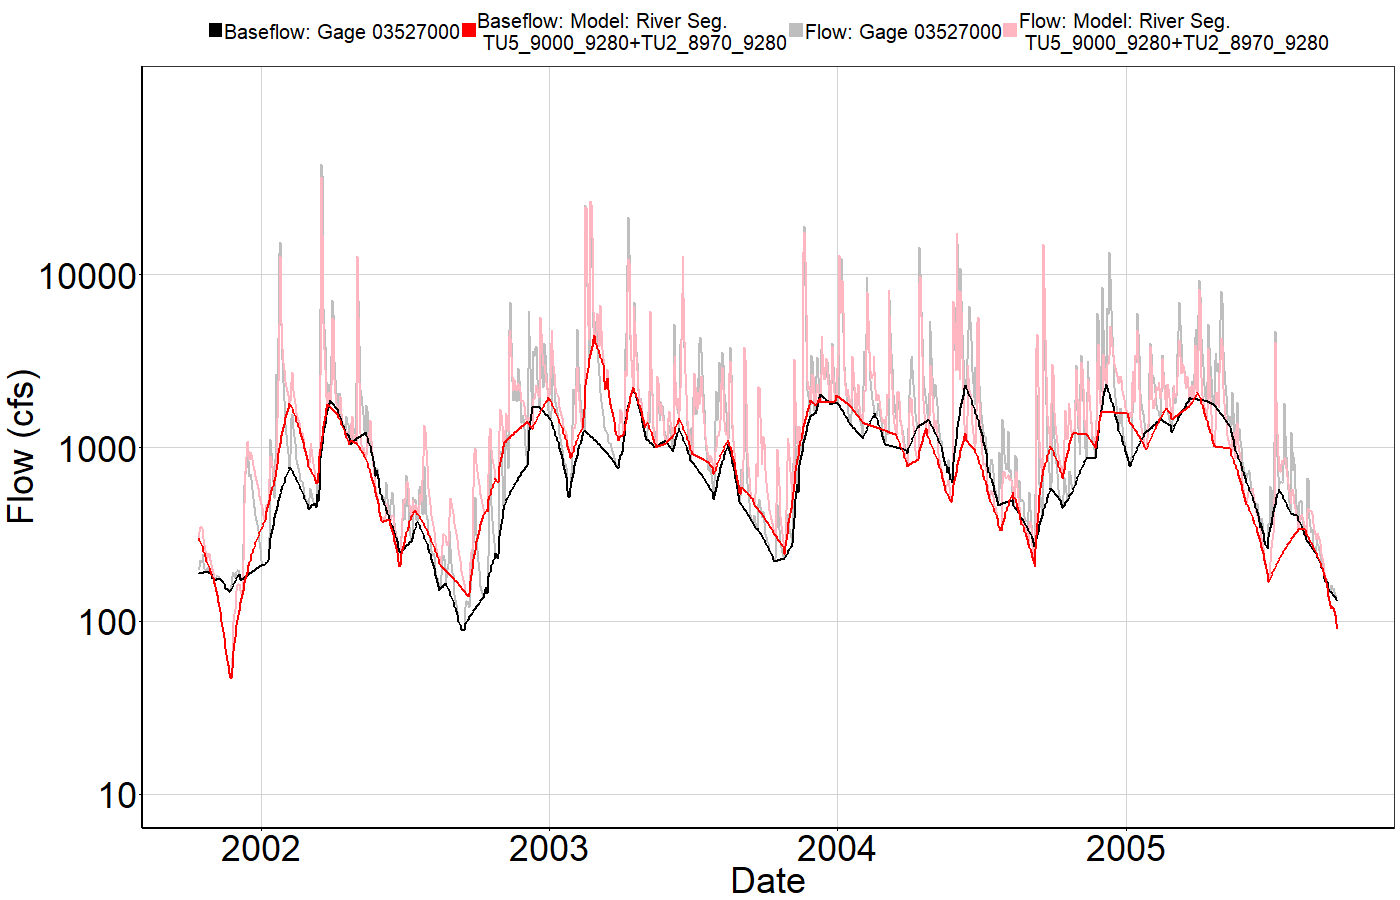 Baseflow: Gage 03527000 Baseflow: Model: River Seg. Flow: Gage 03527000 Flow: Model: River Seg.
TU5_9000_9280+TU2_8970_9280 TU5_9000_9280+TU2_8970_9280
Flow (cfs)
10000
1000
100
10
2002 2003 2004 2005
Date